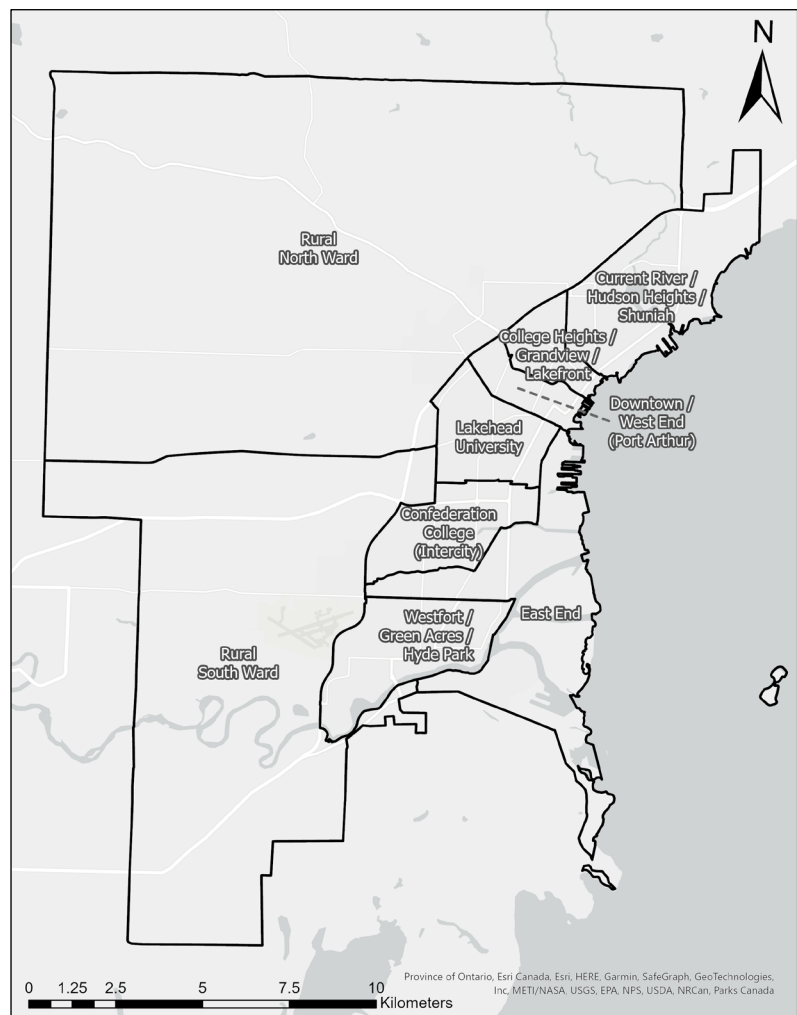 N
Rural
North Ward
Current River /
Hudson Heights /
Shuniah
College Heights /
Grandview /
Lakefront
Downtown /
West End
(Port Arthur)
Lakehead
University
Confederation
College
(Intercity)
Westfort /
Green Acres /
Hyde Park
East End
Rural
South Ward
Province of Ontario, Esri Canada, Esri, HERE, Garmin, SafeGraph, GeoTechnologies,
Inc, METI/NASA, USGS, EPA, NPS, USDA, NRCan, Parks Canada
0 1.25 2.5 5 7.5 10
Kilometers